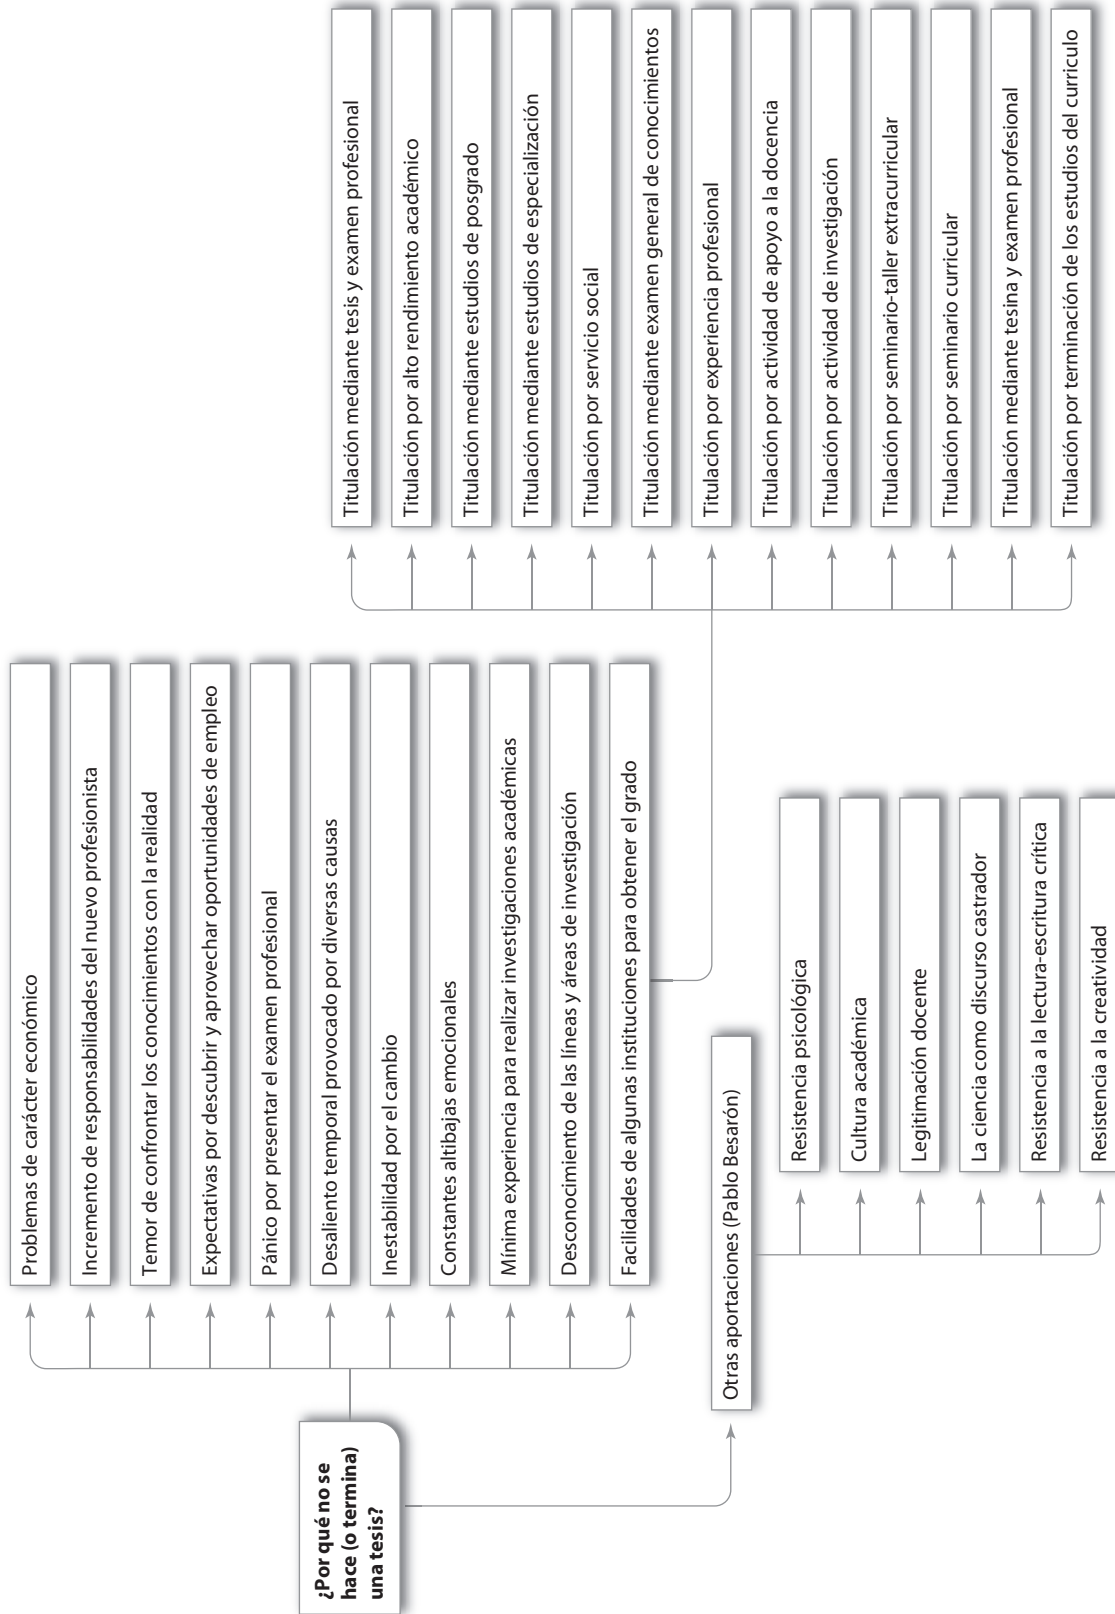 ¿Por qué no se
hace (o termina)
una tesis?
Problemas de carácter económico
Incremento de responsabilidades del nuevo profesionista
Temor de confrontar los conocimientos con la realidad
Expectativas por descubrir y aprovechar oportunidades de empleo
Pánico por presentar el examen profesional
Desaliento temporal provocado por diversas causas
Inestabilidad por el cambio
Constantes altibajas emocionales
Mínima experiencia para realizar investigaciones académicas
Desconocimiento de las líneas y áreas de investigación
Facilidades de algunas instituciones para obtener el grado
Titulación mediante tesis y examen profesional
Titulación por alto rendimiento académico
Titulación mediante estudios de posgrado
Titulación mediante estudios de especialización
Titulación por servicio social
Titulación mediante examen general de conocimientos
Titulación por experiencia profesional
Titulación por actividad de apoyo a la docencia
Titulación por actividad de investigación
Titulación por seminario-taller extracurricular
Titulación por seminario curricular
Titulación mediante tesina y examen profesional
Titulación por terminación de los estudios del curriculo
Otras aportaciones (Pablo Besarón)
Resistencia psicológica
Cultura académica
Legitimación docente
La ciencia como discurso castrador
Resistencia a la lectura-escritura crítica
Resistencia a la creatividad